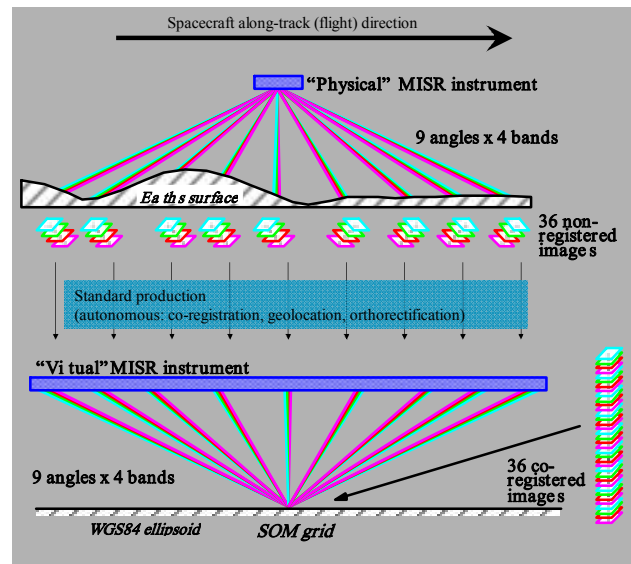 Spacecraft along-track (flight) direction
“Physical” MISR instrument
9 angles x 4 bands
Ea ths surface
36 non-
registered
images
Standard production
(autonomous: co-registration, geolocation, orthorectification)
“Vi tual” MISR instrument
9 angles x 4 bands
36 co-
registered
images
WGS84 ellipsoid
SOM grid